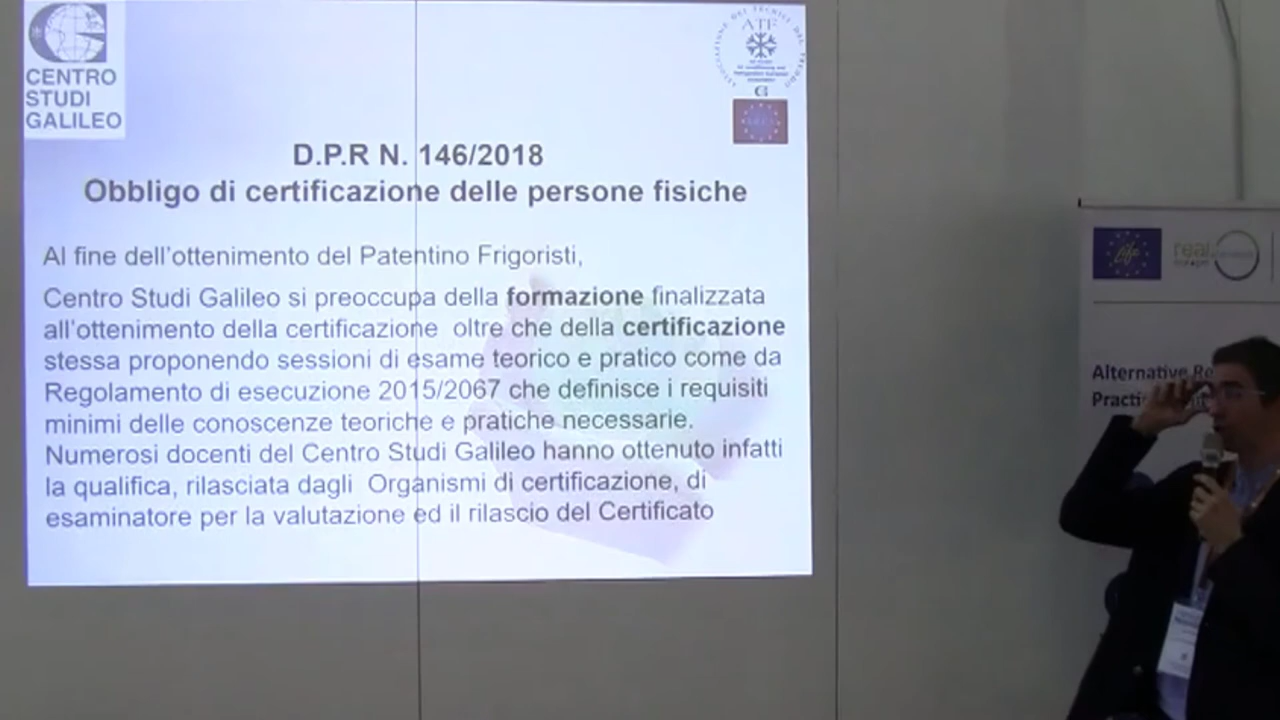 CENTRO
STUDI
GALILEO
ATF
G
D.P.R N. 146/2018
Obbligo di certificazione delle persone fisiche
Al fine dell'ottenimento del Patentino Frigoristi,
Centro Studi Galileo si preoccupa della formazione finalizzata
all'ottenimento della certificazione oltre che della certificazione
stessa proponendo sessioni di esame teorico e pratico come da
Regolamento di esecuzione 2015/2067 che definisce i requisiti
minimi delle conoscenze teoriche e pratiche necessarie.
Numerosi docenti del Centro Studi Galileo hanno ottenuto infatti
la qualifica, rilasciata dagli Organismi di certificazione, di
esaminatore per la valutazione ed il rilascio del Certificato
life
real
Alternative